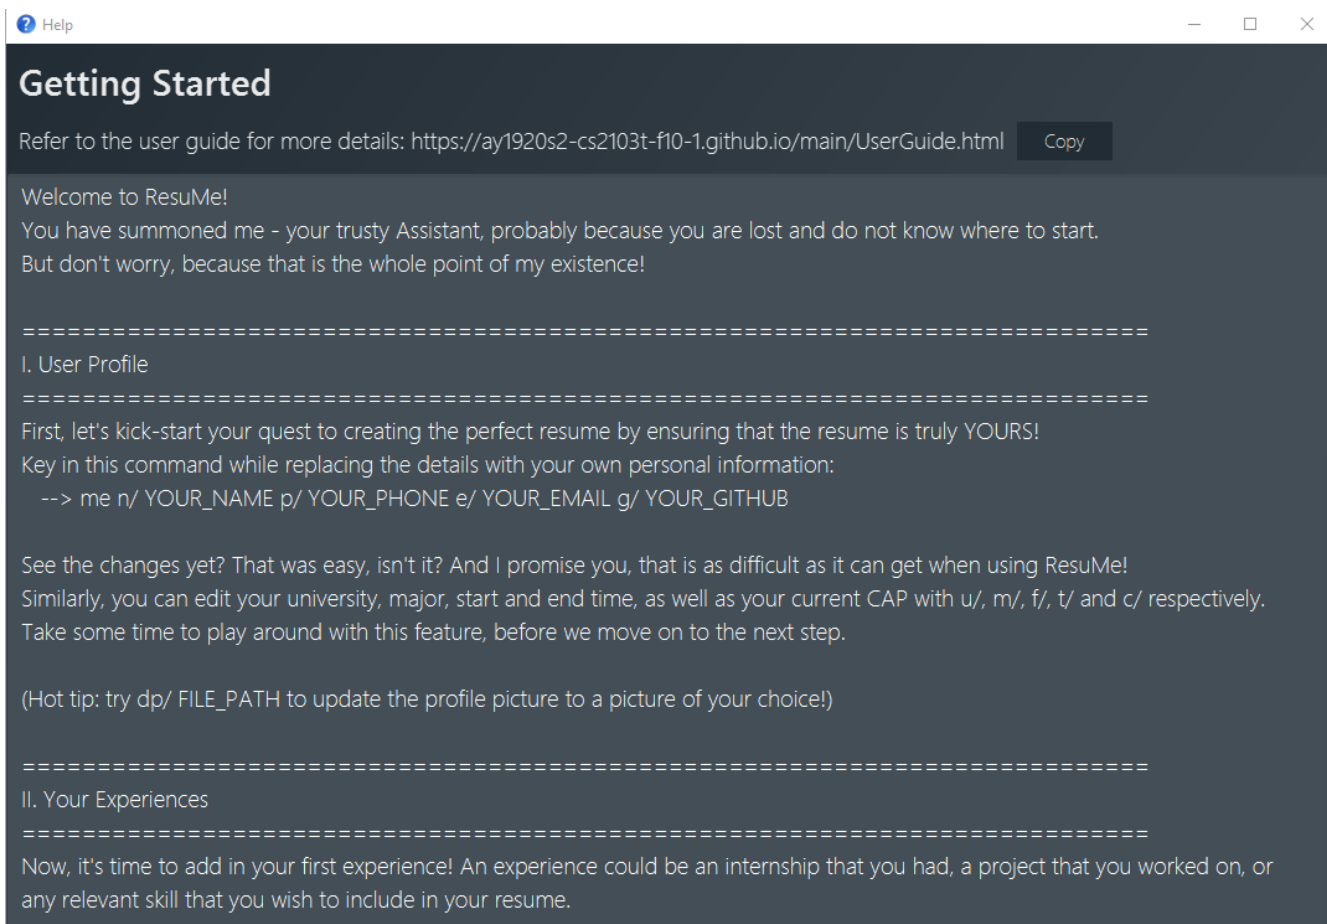 Help
Getting Started
Refer to the user guide for more details: https://ay1920s2-cs2103t-f10-1.github.io/main/UserGuide.html Copy
Welcome to ResuMe!
You have summoned me - your trusty Assistant, probably because you are lost and do not know where to start.
But don't worry, because that is the whole point of my existence!
===========================================================================
I. User Profile
===========================================================================
First, let's kick-start your quest to creating the perfect resume by ensuring that the resume is truly YOURS!
Key in this command while replacing the details with your own personal information:
--> me n/ YOUR_NAME p/ YOUR_PHONE e/ YOUR_EMAIL g/ YOUR_GITHUB
See the changes yet? That was easy, isn't it? And I promise you, that is as difficult as it can get when using ResuMe!
Similarly, you can edit your university, major, start and end time, as well as your current CAP with u/, m/, f/, t/ and c/ respectively.
Take some time to play around with this feature, before we move on to the next step.
(Hot tip: try dp/ FILE_PATH to update the profile picture to a picture of your choice!)
===========================================================================
II. Your Experiences
===========================================================================
Now, it's time to add in your first experience! An experience could be an internship that you had, a project that you worked on, or
any relevant skill that you wish to include in your resume.